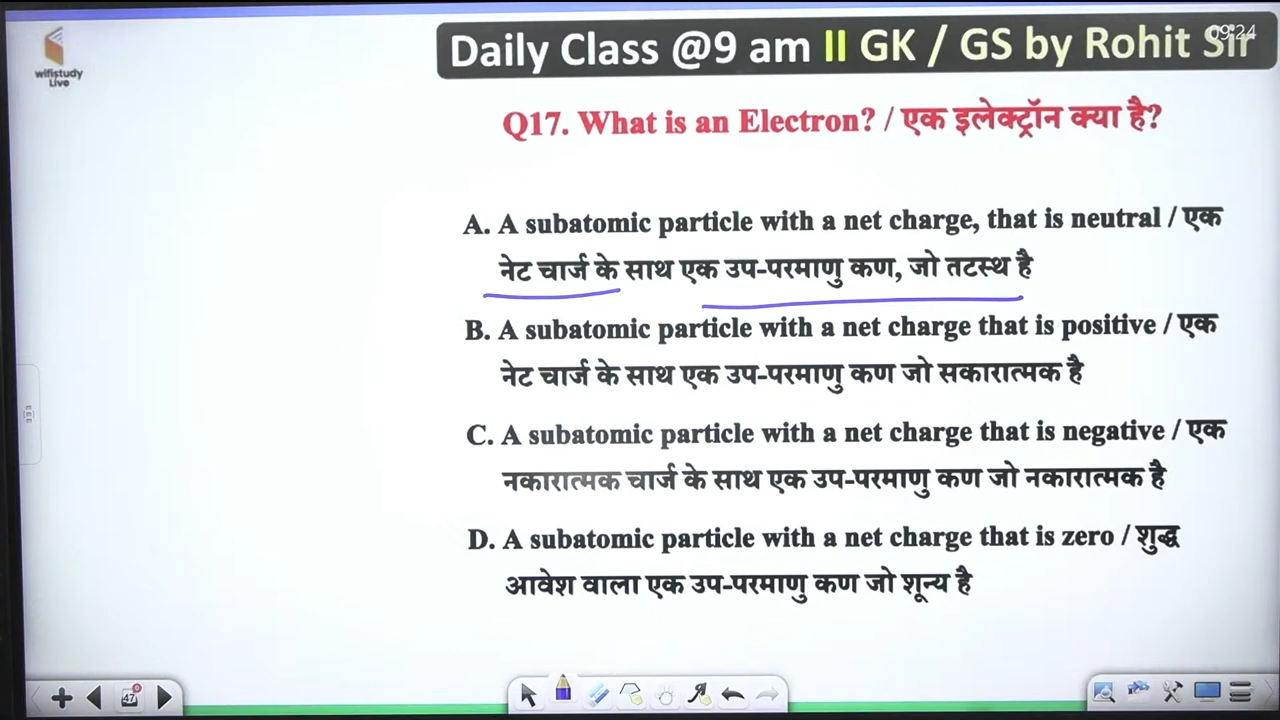 wifistudy
Live
Daily Class @9 am II GK / GS by Rohit Sir
09:24
Q17. What is an Electron? / एक इलेक्ट्रॉन क्या है?
A. A subatomic particle with a net charge, that is neutral / एक
नेट चार्ज के साथ एक उप-परमाणु कण, जो तटस्थ है
B. A subatomic particle with a net charge that is positive / एक
नेट चार्ज के साथ एक उप-परमाणु कण जो सकारात्मक है
C. A subatomic particle with a net charge that is negative / एक
नकारात्मक चार्ज के साथ एक उप-परमाणु कण जो नकारात्मक है
D. A subatomic particle with a net charge that is zero / शुद्ध
आवेश वाला एक उप-परमाणु कण जो शून्य है
47